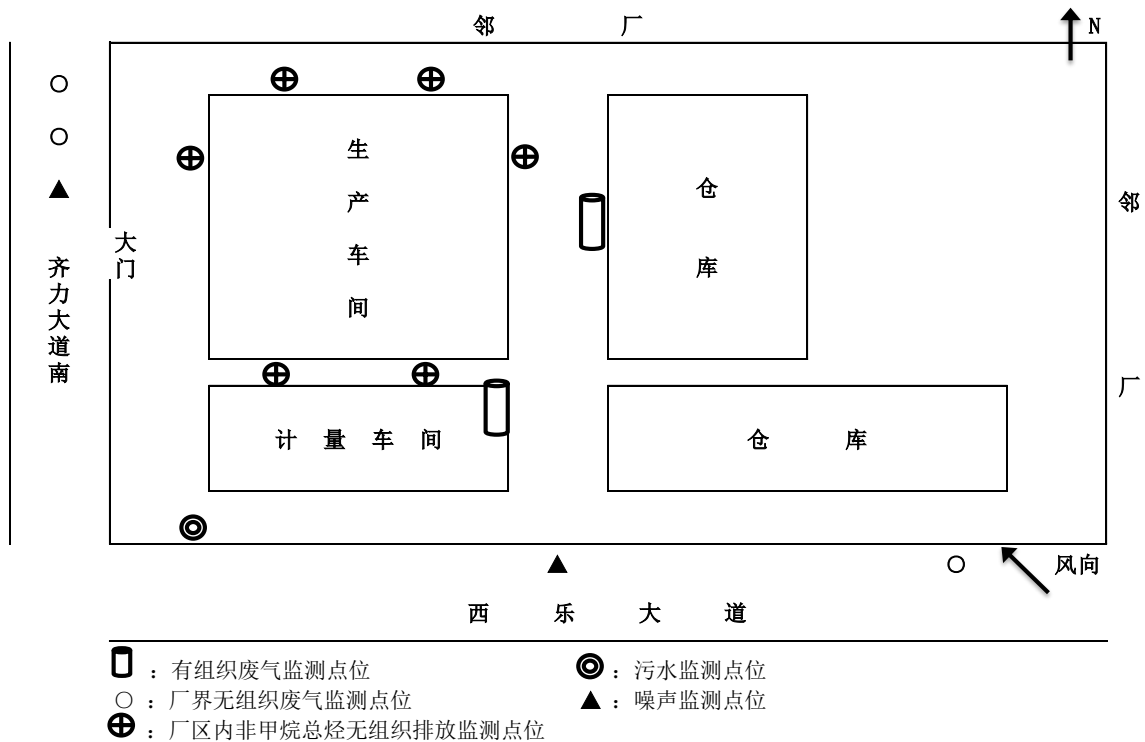 邻 厂
N
生产车间
仓库
邻厂
大门
齐力大道南
计量车间
仓库
风向
西乐大道
：有组织废气监测点位
：污水监测点位
：厂界无组织废气监测点位
：噪声监测点位
：厂区内非甲烷总烃无组织排放监测点位